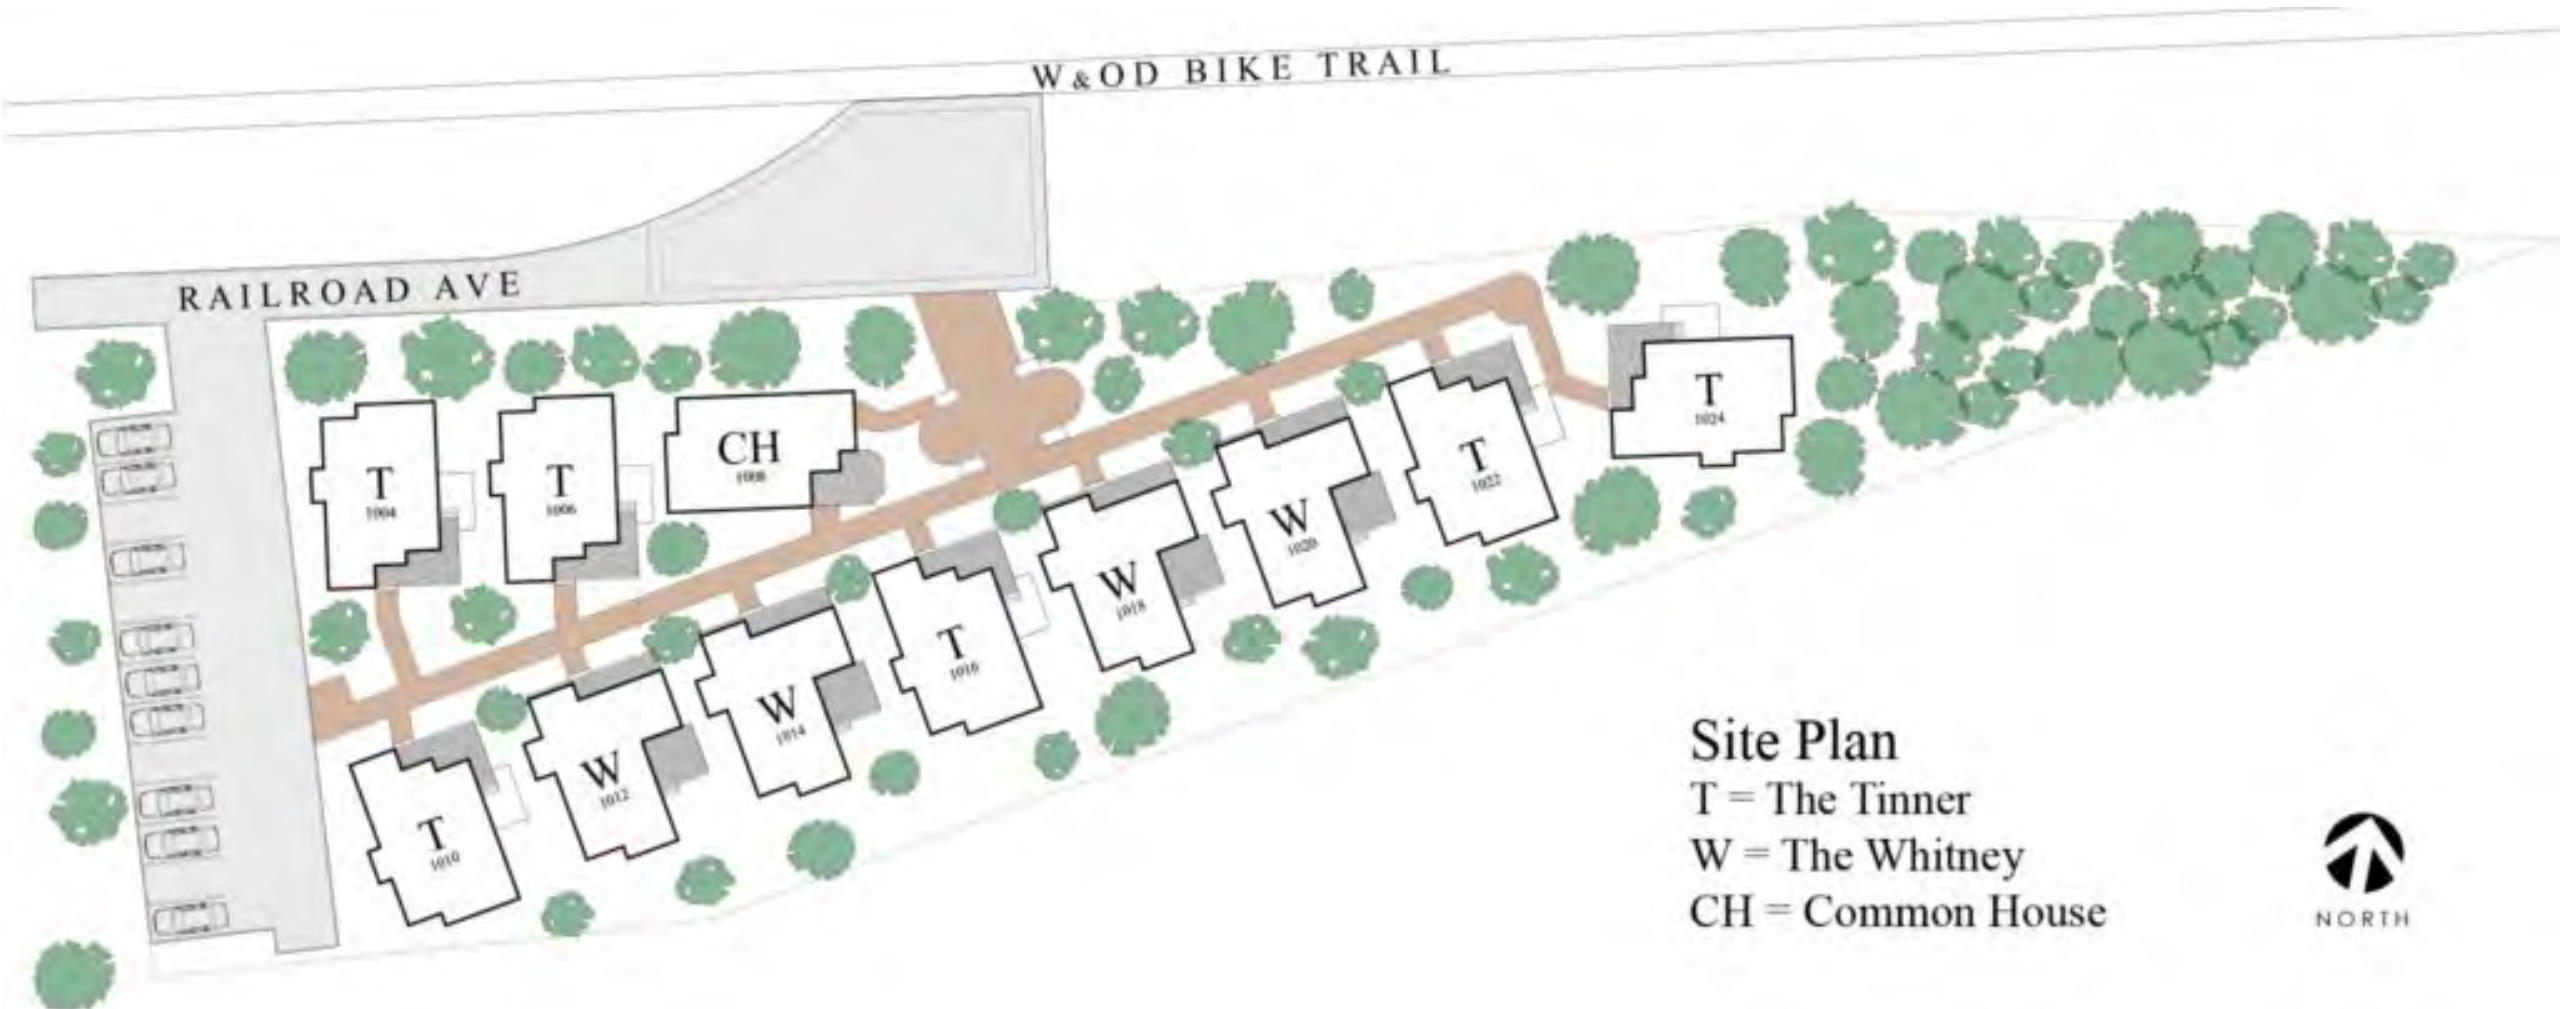 W&OD BIKE TRAIL
RAILROAD AVE
T
1004
T
1006
CH
1008
T
1010
W
1012
W
1014
T
1016
W
1018
W
1020
T
1022
T
1024
Site Plan
T = The Tinner
W = The Whitney
CH = Common House
NORTH